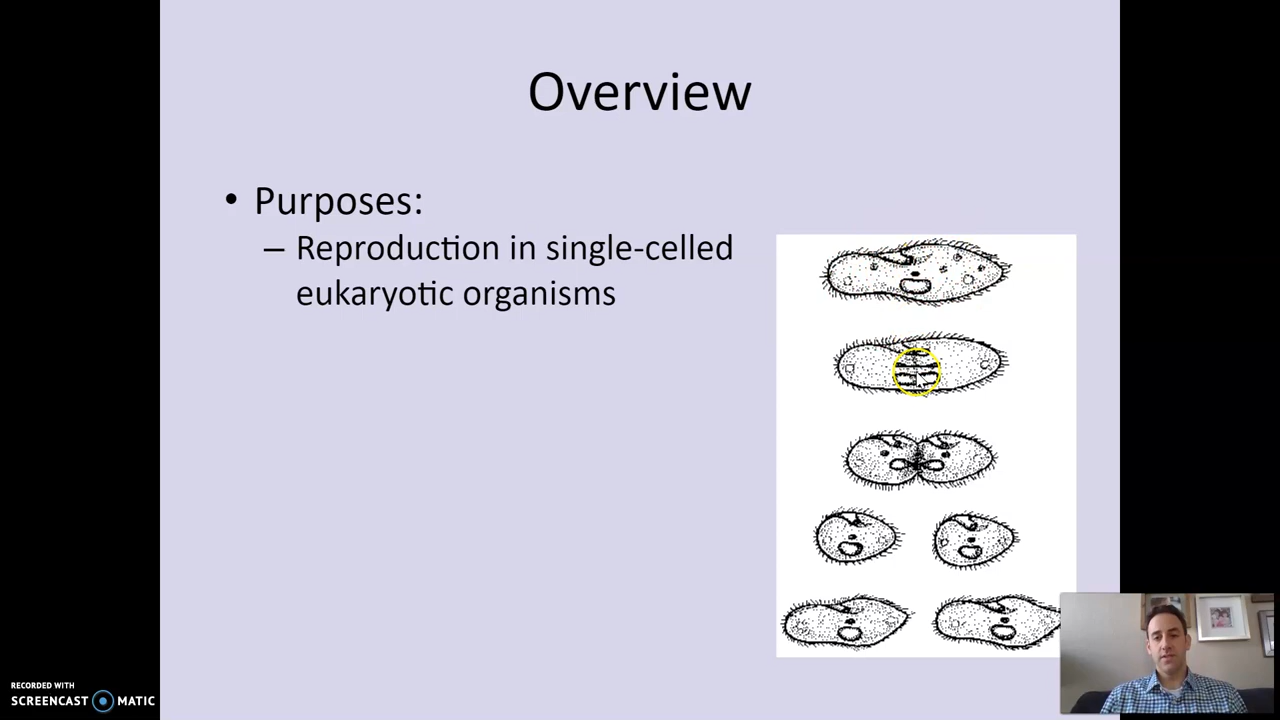 Overview
• Purposes:
– Reproduction in single-celled
eukaryotic organisms
RECORDED WITH
SCREENCAST MATIC